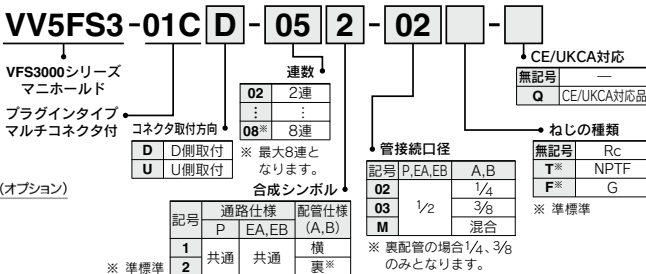 VV5FS3-01C D - 05 2 - 02 □ - □
VFS3000シリーズ
マニホールド
プラグインタイプ
マルチコネクタ付
コネクタ取付方向
D D側取付
U U側取付
(オプション)
連数
02 2連
⋮ ⋮
08※ 8連
※ 最大8連と
なります。
合成シンボル
記号 通路仕様 配管仕様
P EA,EB (A,B)
1 共通 共通 横
2 裏※
※ 準標準
管接続口径
記号 P,EA,EB A,B
02 1/2 1/4
03 3/8
M 混合
※ 裏配管の場合1/4、3/8
のみとなります。
CE/UKCA対応
無記号 —
Q CE/UKCA対応品
ねじの種類
無記号 Rc
T※ NPTF
F※ G
※ 準標準